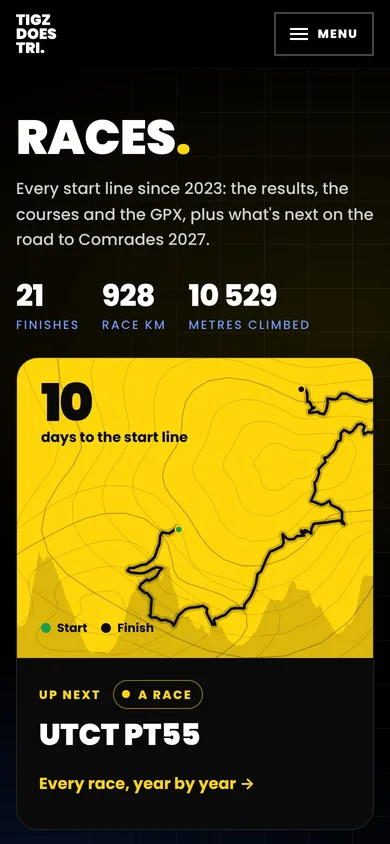 TIGZ
DOES
TRI.
MENU
RACES.
Every start line since 2023: the results, the
courses and the GPX, plus what's next on the
road to Comrades 2027.
21
FINISHES
928
RACE KM
10 529
METRES CLIMBED
10
days to the start line
Start
Finish
UP NEXT
A RACE
UTCT PT55
Every race, year by year →